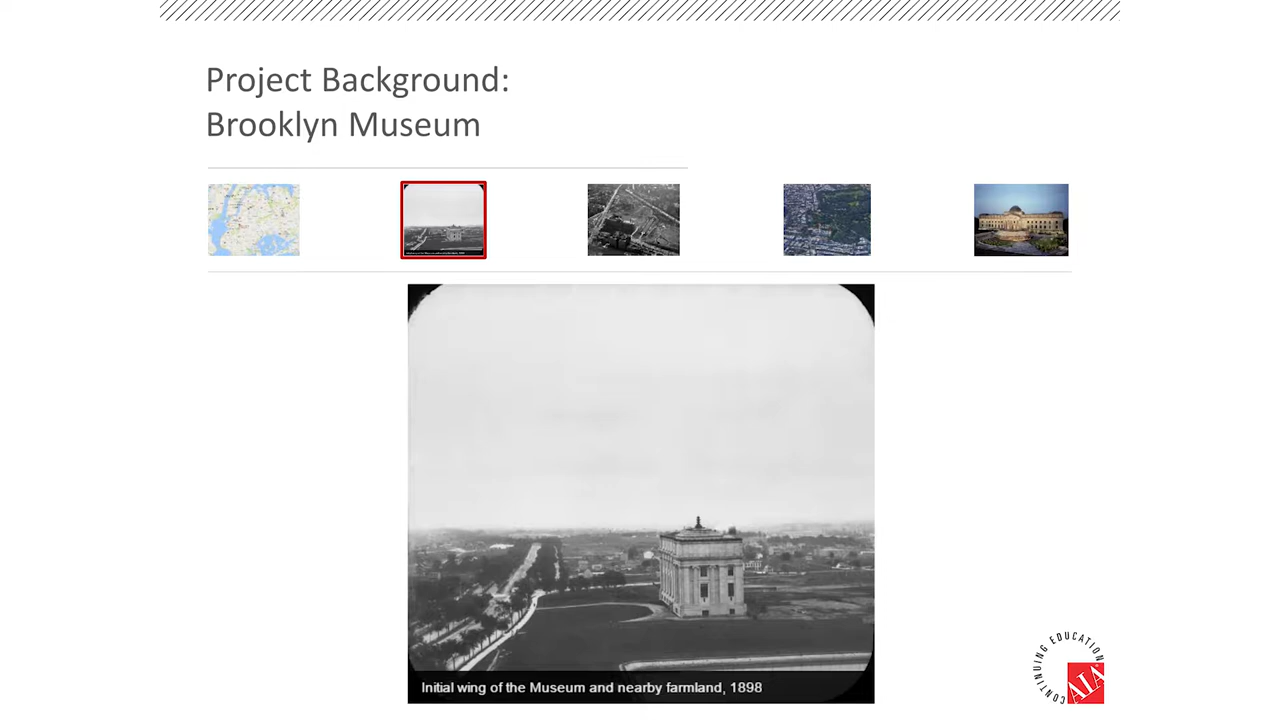 Project Background:
Brooklyn Museum
Initial wing of the Museum and nearby farmland, 1898
CONTINUING EDUCATION
AIA